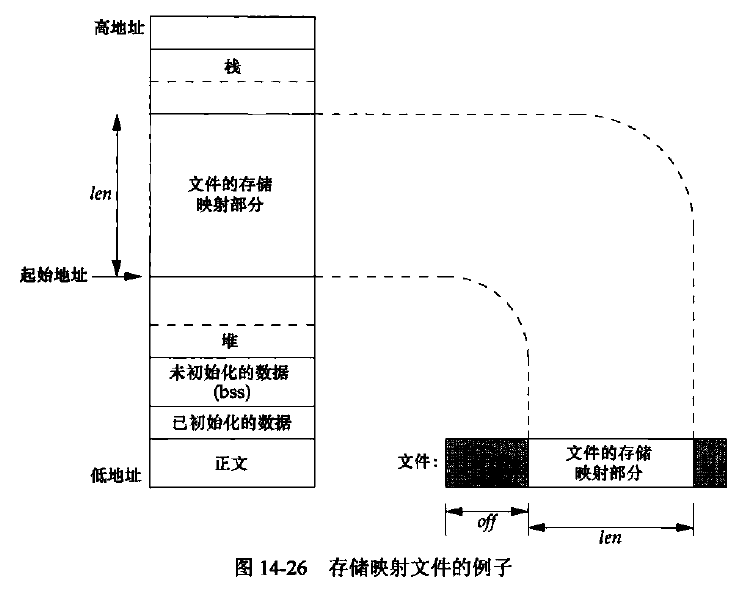 高地址
栈
len
文件的存储
映射部分
起始地址
堆
未初始化的数据
(bss)
已初始化的数据
正文
低地址
文件:
文件的存储
映射部分
off
len
图 14-26 存储映射文件的例子